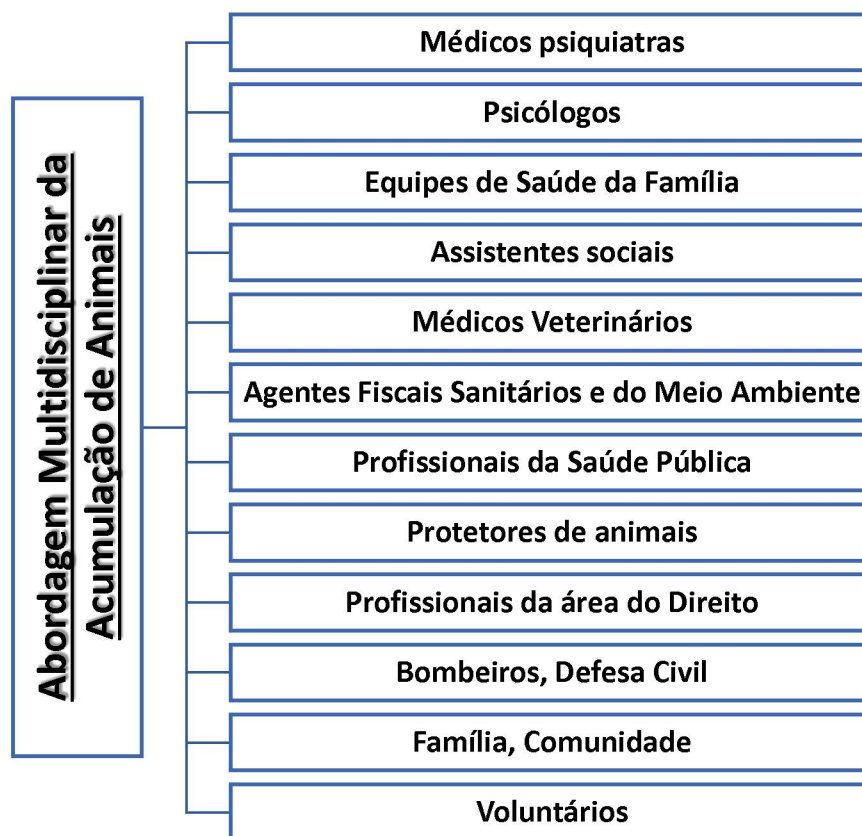 Abordagem Multidisciplinar da
Acumulação de Animais
Médicos psiquiatras
Psicólogos
Equipes de Saúde da Família
Assistentes sociais
Médicos Veterinários
Agentes Fiscais Sanitários e do Meio Ambiente
Profissionais da Saúde Pública
Protetores de animais
Profissionais da área do Direito
Bombeiros, Defesa Civil
Família, Comunidade
Voluntários